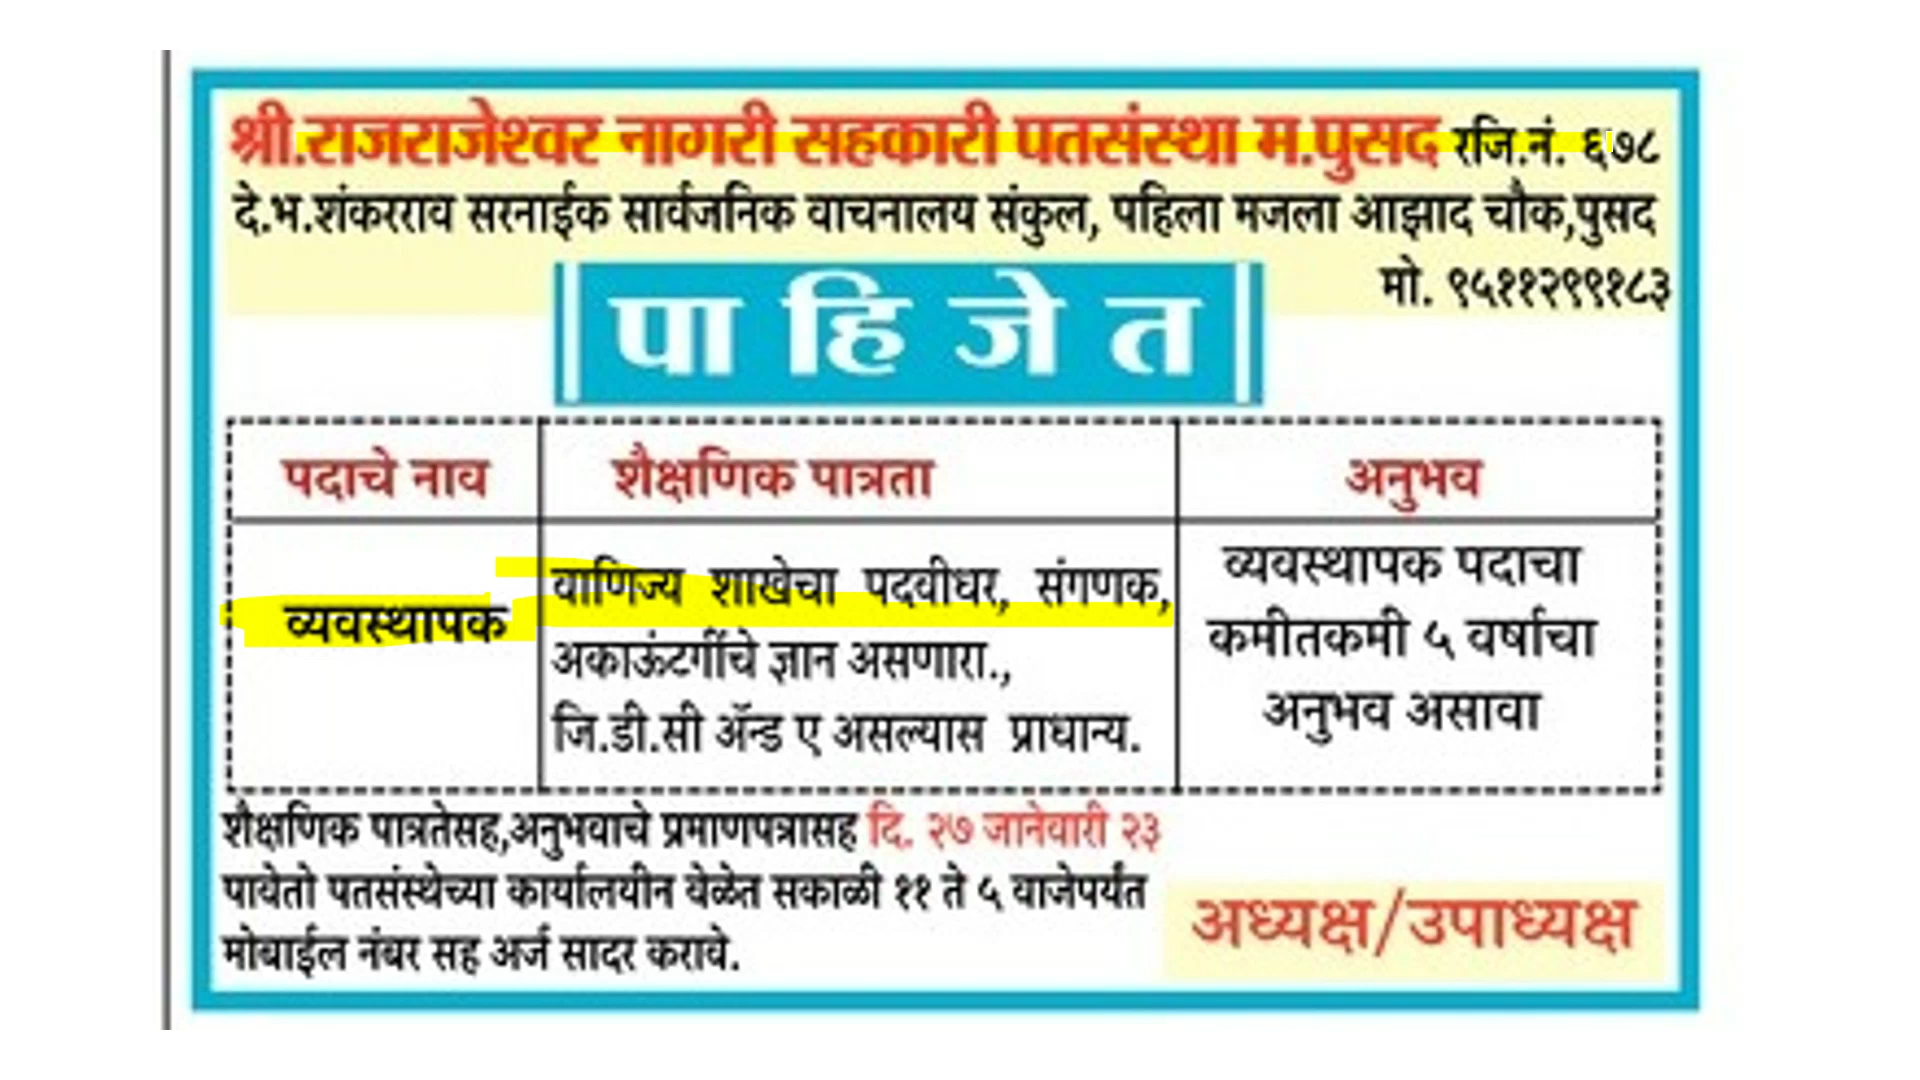 श्री.राजराजेश्वर नागरी सहकारी पतसंस्था म.पुसद रजि.नं. ६७८
दे.भ.शंकरराव सरनाईक सार्वजनिक वाचनालय संकुल, पहिला मजला आझाद चौक,पुसद
मो. ९५११२९९१८३
पाहिजेत
पदाचे नाव शैक्षणिक पात्रता अनुभव
व्यवस्थापक
वाणिज्य शाखेचा पदवीधर, संगणक,
अकाऊंटर्गीचे ज्ञान असणारा.,
जि.डी.सी ॲन्ड ए असल्यास प्राधान्य.
व्यवस्थापक पदाचा
कमीतकमी ५ वर्षाचा
अनुभव असावा
शैक्षणिक पात्रतेसह,अनुभवाचे प्रमाणपत्रासह दि. २७ जानेवारी २३
पावेतो पतसंस्थेच्या कार्यालयीन वेळेत सकाळी ११ ते ५ वाजेपर्यंत
मोबाईल नंबर सह अर्ज सादर करावे.
अध्यक्ष/उपाध्यक्ष